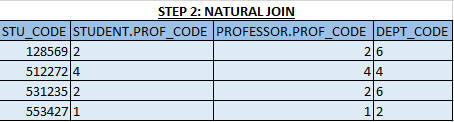 STEP 2: NATURAL JOIN
STU_CODE STUDENT.PROF_CODE PROFESSOR.PROF_CODE DEPT_CODE
128569 2 2 6
512272 4 4 4
531235 2 2 6
553427 1 1 2